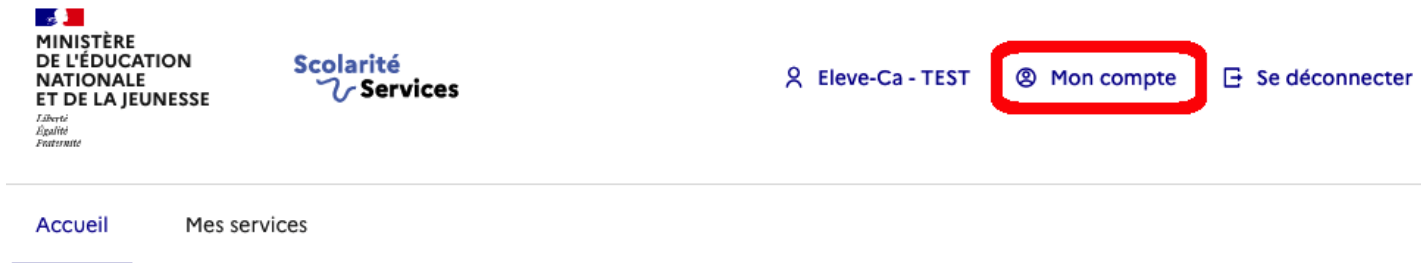 MINISTÈRE
DE L'ÉDUCATION
NATIONALE
ET DE LA JEUNESSE
Liberté
Égalité
Fraternité
Scolarité
Services
Eleve-Ca - TEST
Mon compte
Se déconnecter
Accueil
Mes services